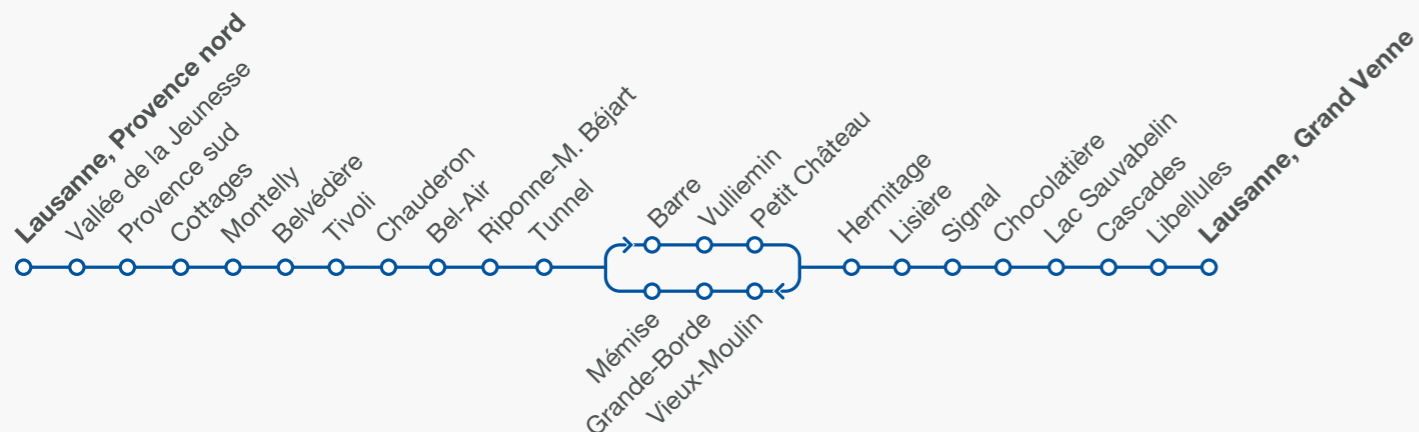 Lausanne, Provence nord
Vallée de la Jeunesse
Provence sud
Cottages
Montelly
Belvédère
Tivoli
Chauderon
Bel-Air
Riponne-M. Béjart
Tunnel
Barre
Vulliemin
Petit Château
Mémise
Grande-Borde
Vieux-Moulin
Hermitage
Lisière
Signal
Chocolatière
Lac Sauvabelin
Cascades
Libellules
Lausanne, Grand Venne